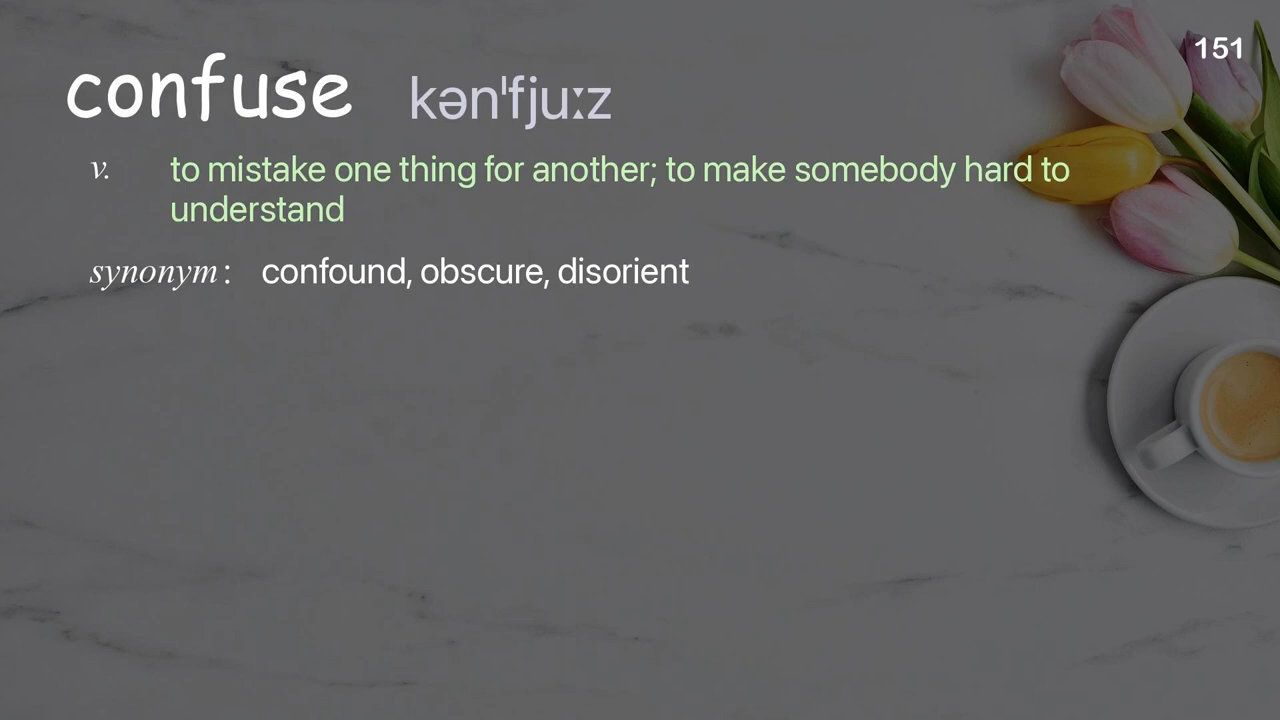 151
confuse kənˈfjuːz
v. to mistake one thing for another; to make somebody hard to
understand
synonym: confound, obscure, disorient